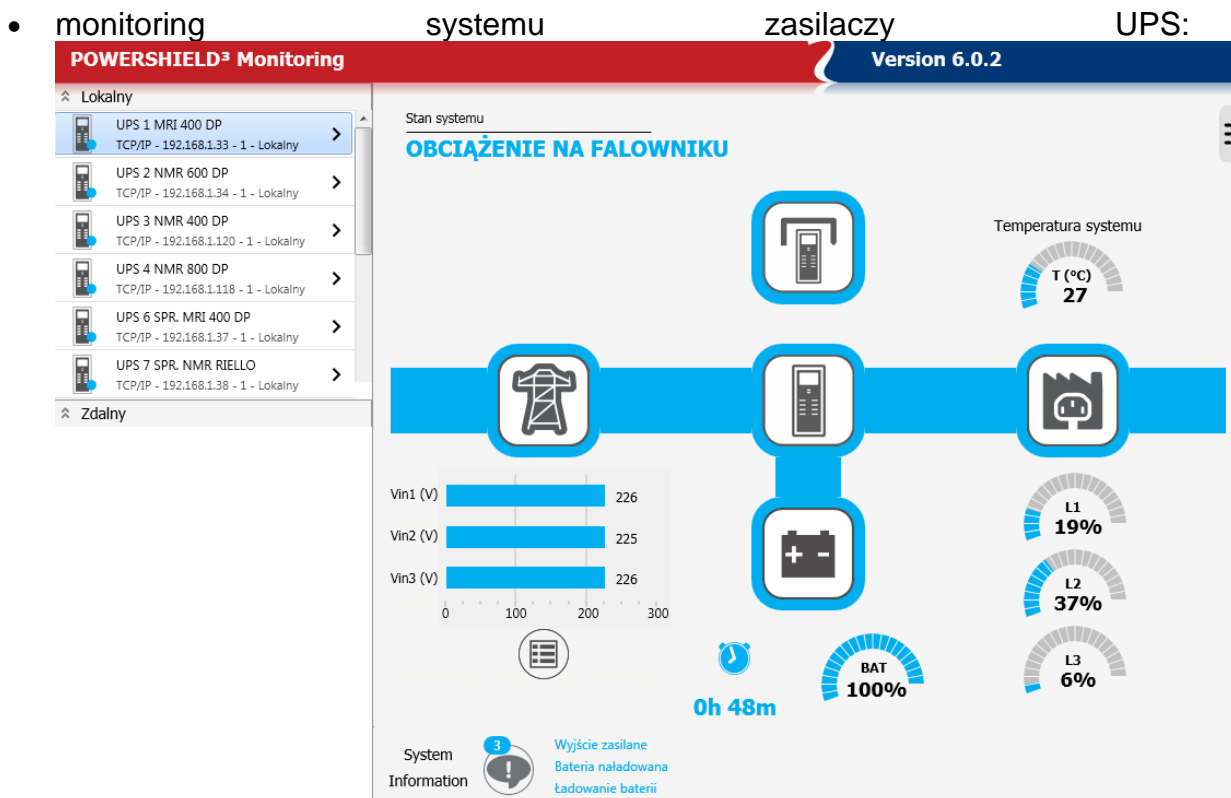 • monitoring systemu zasilaczy UPS:
POWERSHIELD³ Monitoring
Version 6.0.2
Lokalny
UPS 1 MRI 400 DP
TCP/IP - 192.168.1.33 - 1 - Lokalny
UPS 2 NMR 600 DP
TCP/IP - 192.168.1.34 - 1 - Lokalny
UPS 3 NMR 400 DP
TCP/IP - 192.168.1.120 - 1 - Lokalny
UPS 4 NMR 800 DP
TCP/IP - 192.168.1.118 - 1 - Lokalny
UPS 6 SPR. MRI 400 DP
TCP/IP - 192.168.1.37 - 1 - Lokalny
UPS 7 SPR. NMR RIELLO
TCP/IP - 192.168.1.38 - 1 - Lokalny
Zdalny
Stan systemu
OBCIĄŻENIE NA FALOWNIKU
Temperatura systemu
T (°C)
27
Vin1 (V) 226
Vin2 (V) 225
Vin3 (V) 226
0 100 200 300
L1
19%
L2
37%
L3
6%
0h 48m
BAT
100%
System
Information
3
Wyjście zasilane
Bateria naładowana
Ładowanie baterii